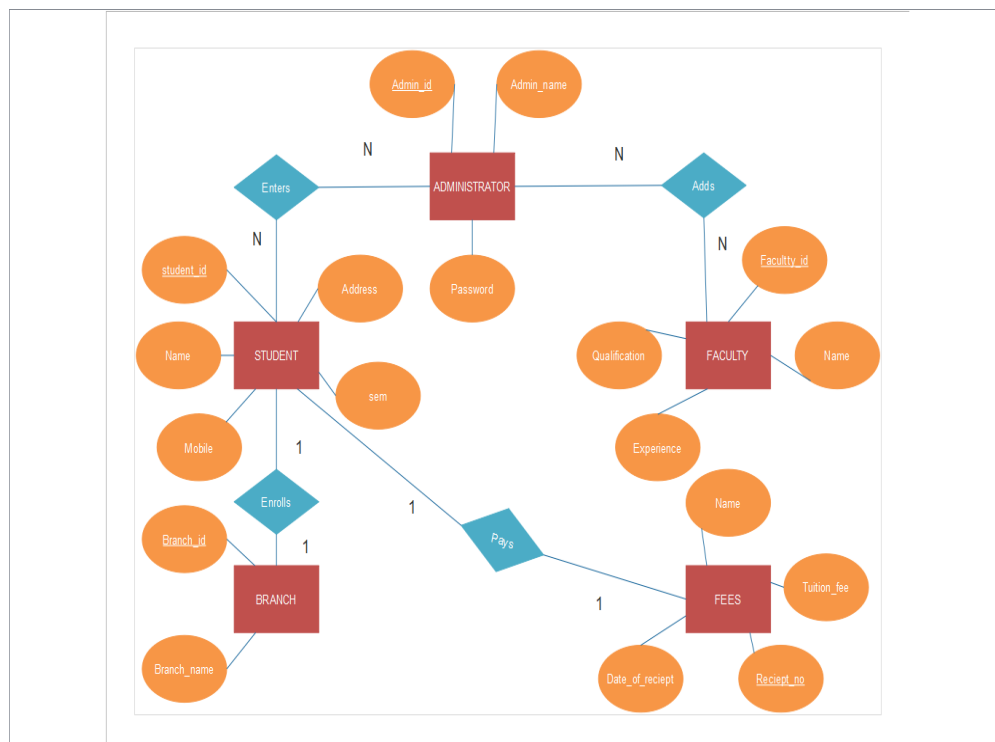 Admin_id
Admin_name
N
N
Enters
ADMINISTRATOR
Adds
N
N
student_id
Address
Password
Facultty_id
Name
STUDENT
Qualification
FACULTY
Name
sem
Mobile
Experience
1
1
Enrolls
Name
Branch_id
1
Pays
BRANCH
1
FEES
Tuition_fee
Branch_name
Date_of_reciept
Reciept_no